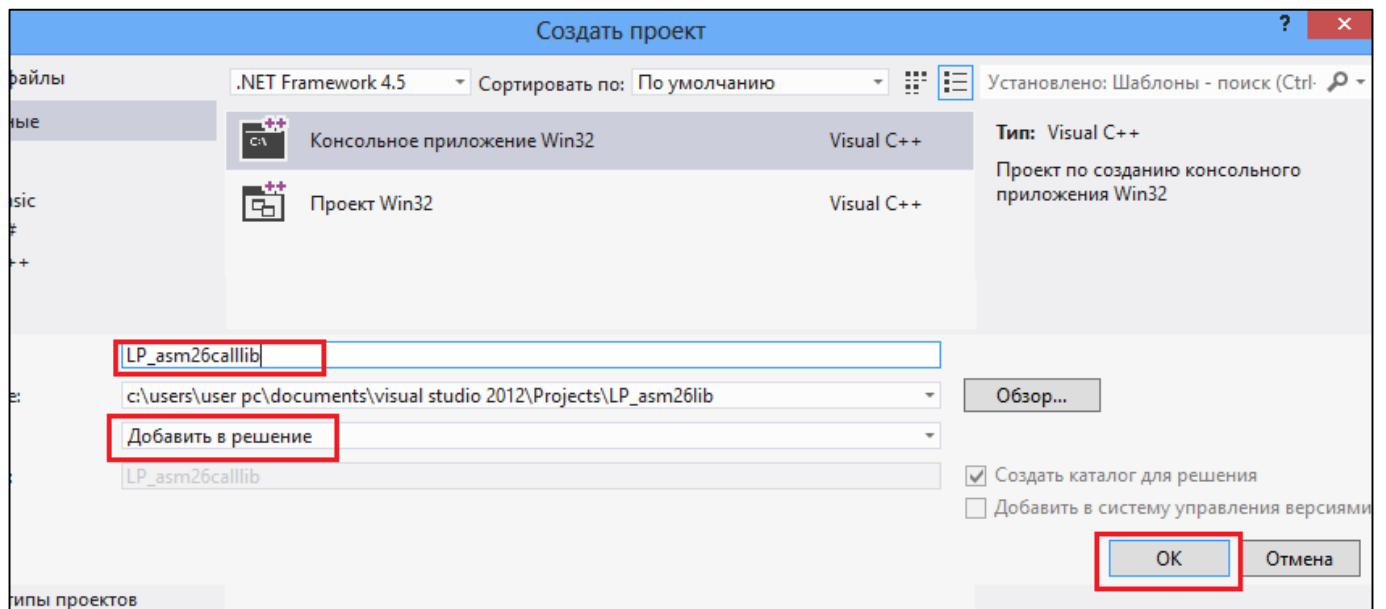 Создать проект
?
файлы
.NET Framework 4.5 Сортировать по: По умолчанию
Установлено: Шаблоны - поиск (Ctrl-
ные
Консольное приложение Win32 Visual C++
Тип: Visual C++
Проект по созданию консольного
приложения Win32
sic
Проект Win32 Visual C++
#
++
LP_asm26calllib
е: c:\users\user pc\documents\visual studio 2012\Projects\LP_asm26lib
Обзор...
Добавить в решение
: LP_asm26calllib
Создать каталог для решения
Добавить в систему управления версиями
OK Отмена
типы проектов